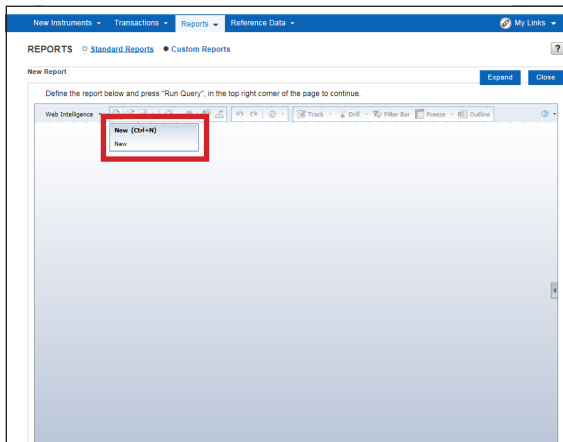 New Instruments Transactions Reports Reference Data My Links
REPORTS Standard Reports Custom Reports ?
New Report
Expand Close
Define the report below and press "Run Query", in the top right corner of the page to continue.
Web Intelligence Track Drill Filter Bar Freeze Outline
New (Ctrl+N)
New